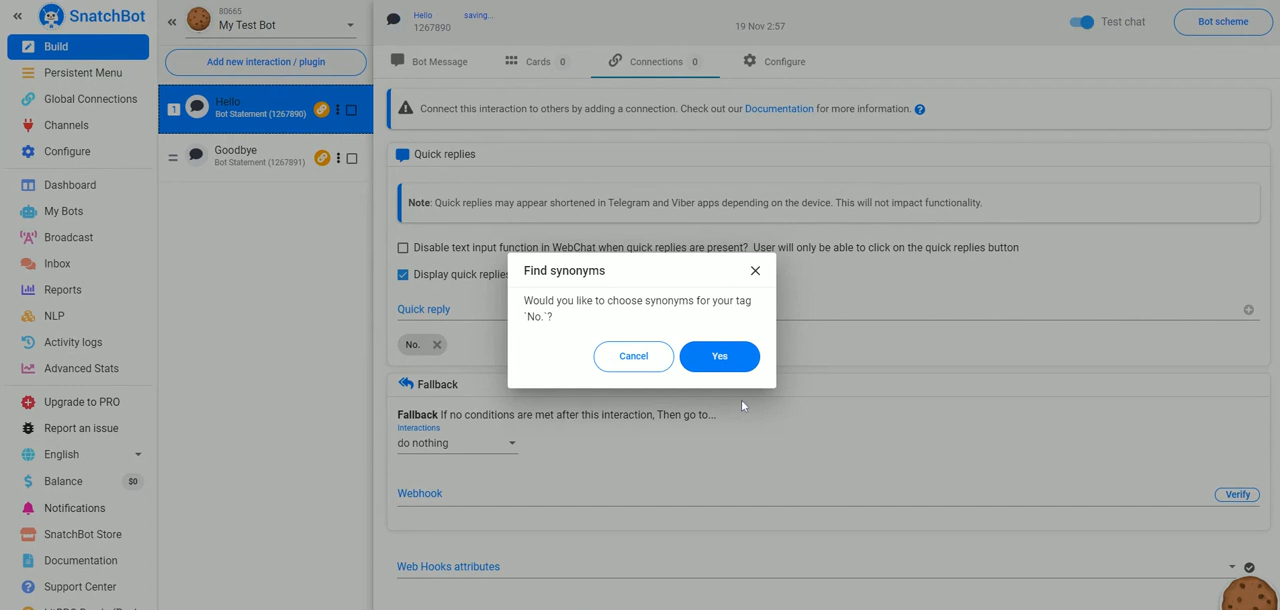 SnatchBot
Build
Persistent Menu
Global Connections
Channels
Configure
Dashboard
My Bots
Broadcast
Inbox
Reports
NLP
Activity logs
Advanced Stats
Upgrade to PRO
Report an issue
English
Balance $0
Notifications
SnatchBot Store
Documentation
Support Center
80665
My Test Bot
Add new interaction / plugin
1 Hello
Bot Statement (1267890)
Goodbye
Bot Statement (1267891)
Hello saving...
1267890
19 Nov 2:57
Test chat
Bot scheme
Bot Message
Cards 0
Connections 0
Configure
Connect this interaction to others by adding a connection. Check out our Documentation for more information. ?
Quick replies
Note: Quick replies may appear shortened in Telegram and Viber apps depending on the device. This will not impact functionality.
Disable text input function in WebChat when quick replies are present? User will only be able to click on the quick replies button
Display quick replies
Quick reply
No.
Find synonyms
Would you like to choose synonyms for your tag
`No.`?
Cancel
Yes
Fallback
Fallback If no conditions are met after this interaction, Then go to...
Interactions
do nothing
Webhook
Verify
Web Hooks attributes